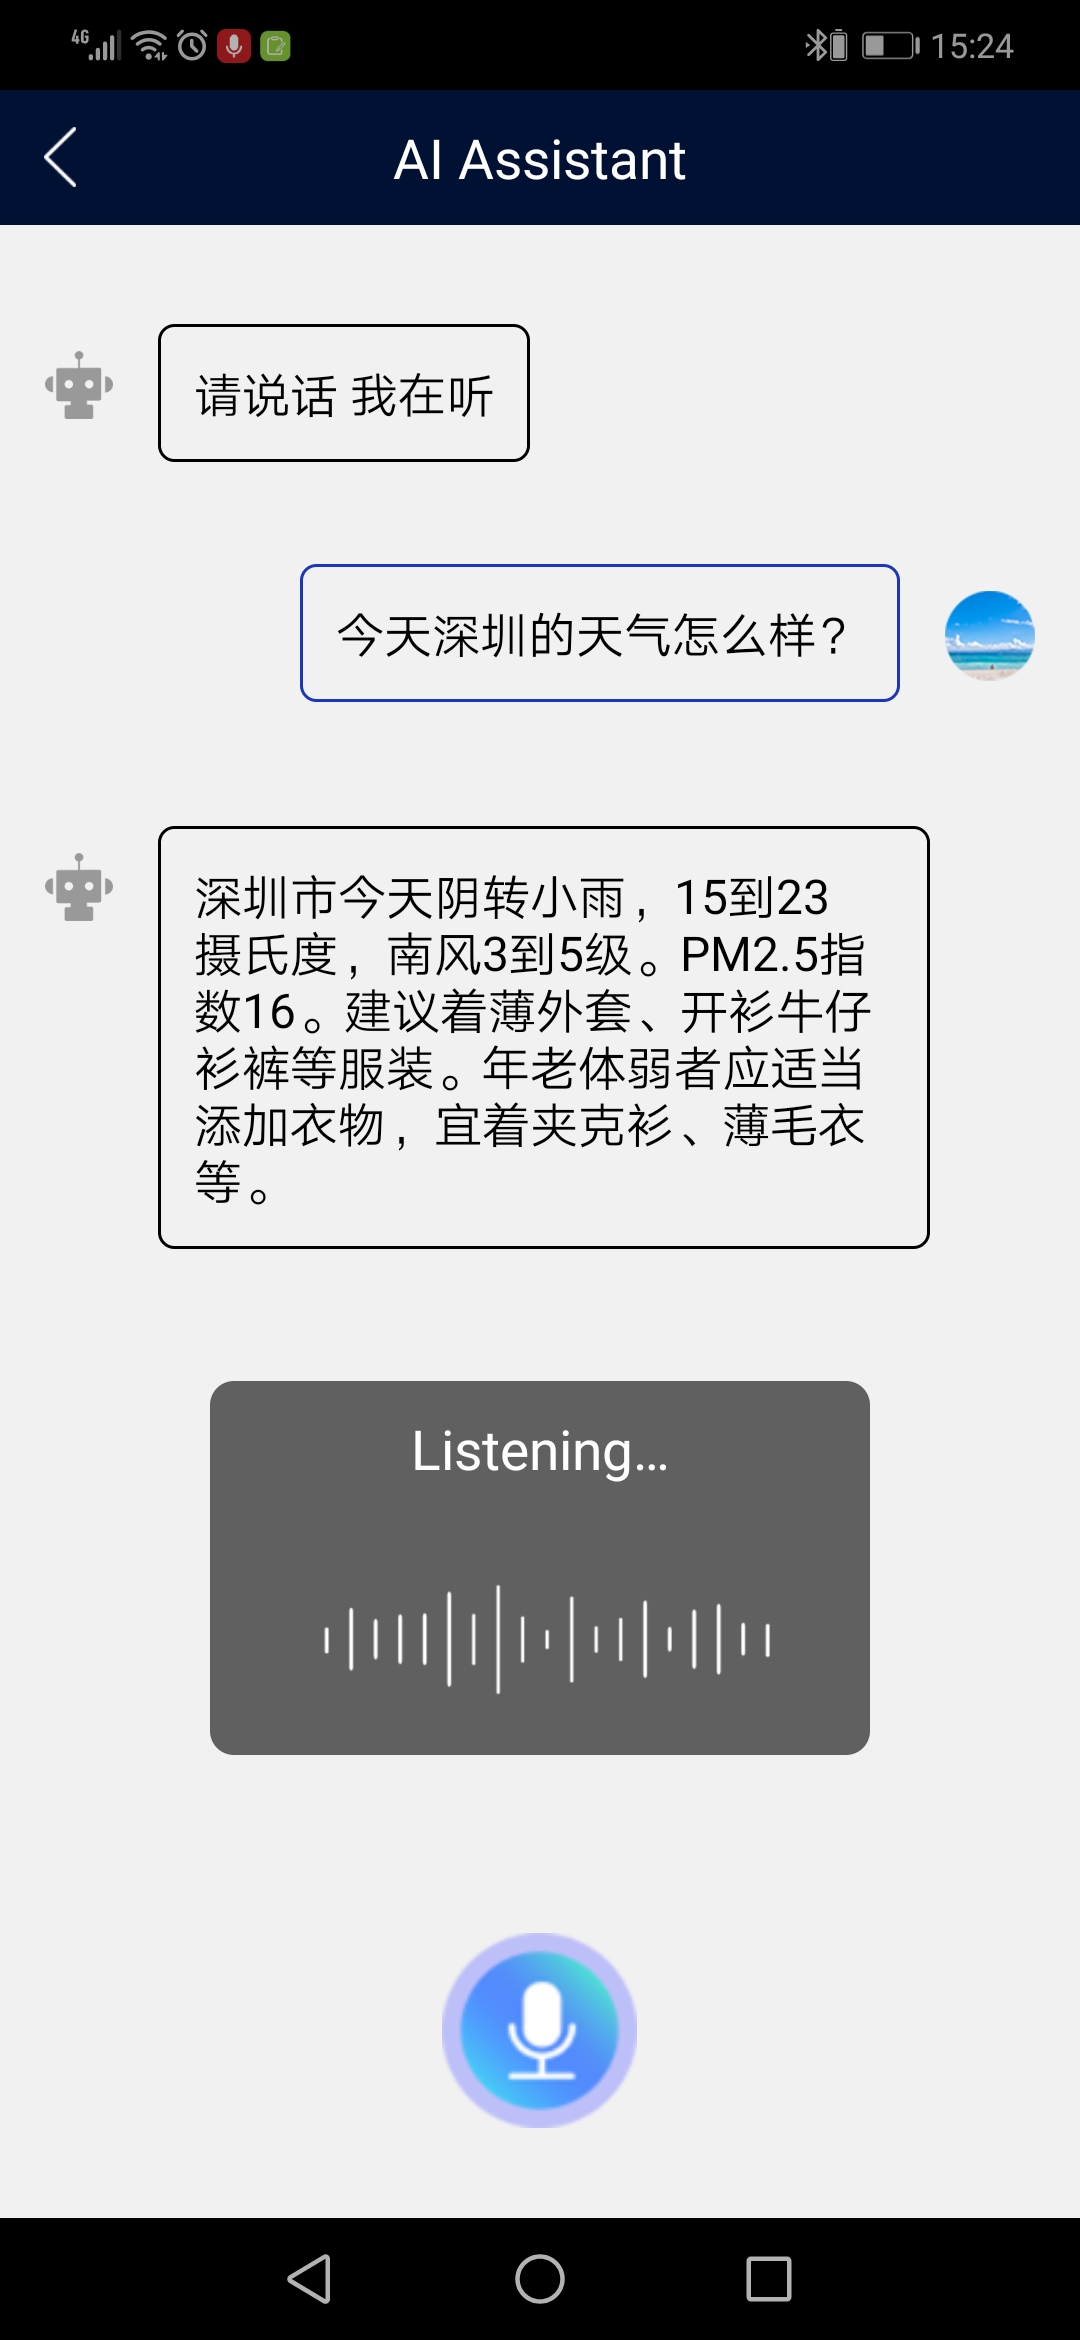 4G
15:24
AI Assistant
请说话 我在听
今天深圳的天气怎么样?
深圳市今天阴转小雨，15到23
摄氏度，南风3到5级。PM2.5指
数16。建议着薄外套、开衫牛仔
衫裤等服装。年老体弱者应适当
添加衣物，宜着夹克衫、薄毛衣
等。
Listening...